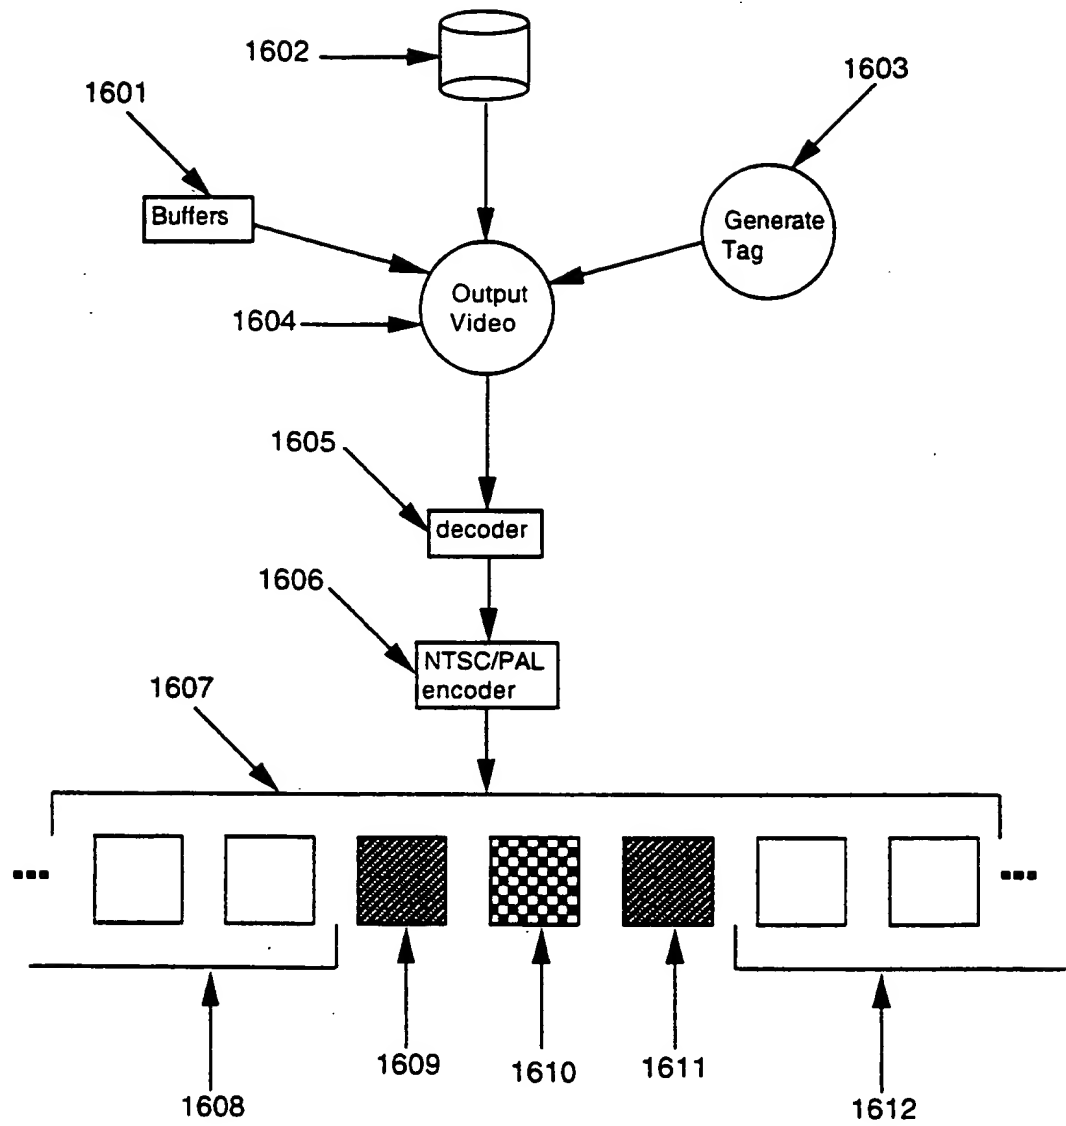 1602
1603
1601
Buffers
Generate
Tag
Output
Video
1604
1605
decoder
1606
NTSC/PAL
encoder
1607
1609
1610
1611
1608
1612